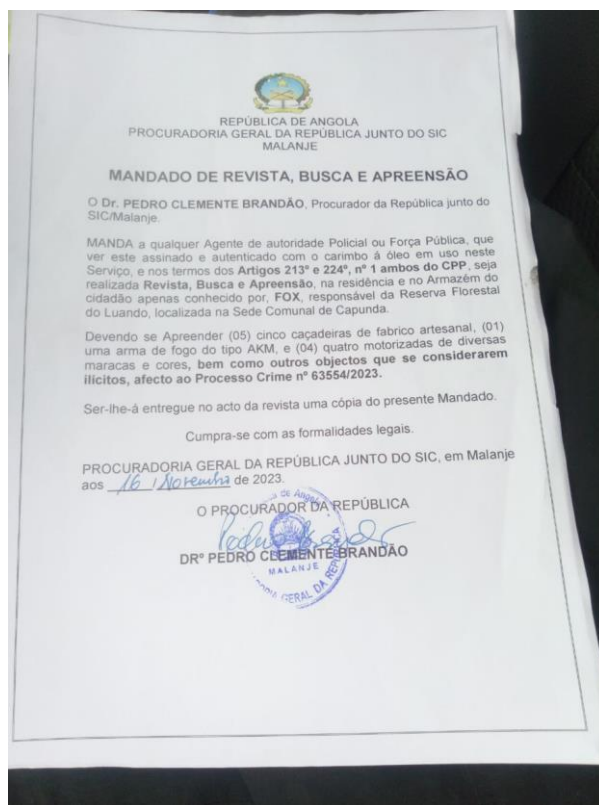 REPÚBLICA DE ANGOLA
PROCURADORIA GERAL DA REPÚBLICA JUNTO DO SIC
MALANJE
MANDADO DE REVISTA, BUSCA E APREENSÃO
O Dr. PEDRO CLEMENTE BRANDÃO, Procurador da República junto do
SIC/Malanje.
MANDA a qualquer Agente de autoridade Policial ou Força Pública, que
ver este assinado e autenticado com o carimbo á óleo em uso neste
Serviço, e nos termos dos Artigos 213º e 224º, nº 1 ambos do CPP, seja
realizada Revista, Busca e Apreensão, na residência e no Armazém do
cidadão apenas conhecido por, FOX, responsável da Reserva Florestal
do Luando, localizada na Sede Comunal de Capunda.
Devendo se Apreender (05) cinco caçadeiras de fabrico artesanal, (01)
uma arma de fogo do tipo AKM, e (04) quatro motorizadas de diversas
maracas e cores, bem como outros objectos que se considerarem
ilícitos, afecto ao Processo Crime nº 63554/2023.
Ser-lhe-á entregue no acto da revista uma cópia do presente Mandado.
Cumpra-se com as formalidades legais.
PROCURADORIA GERAL DA REPÚBLICA JUNTO DO SIC, em Malanje
aos 16 / Novembro de 2023.
O PROCURADOR DA REPÚBLICA
DRº PEDRO CLEMENTE BRANDÃO
MALANJE
GERAL DA REPÚBLICA